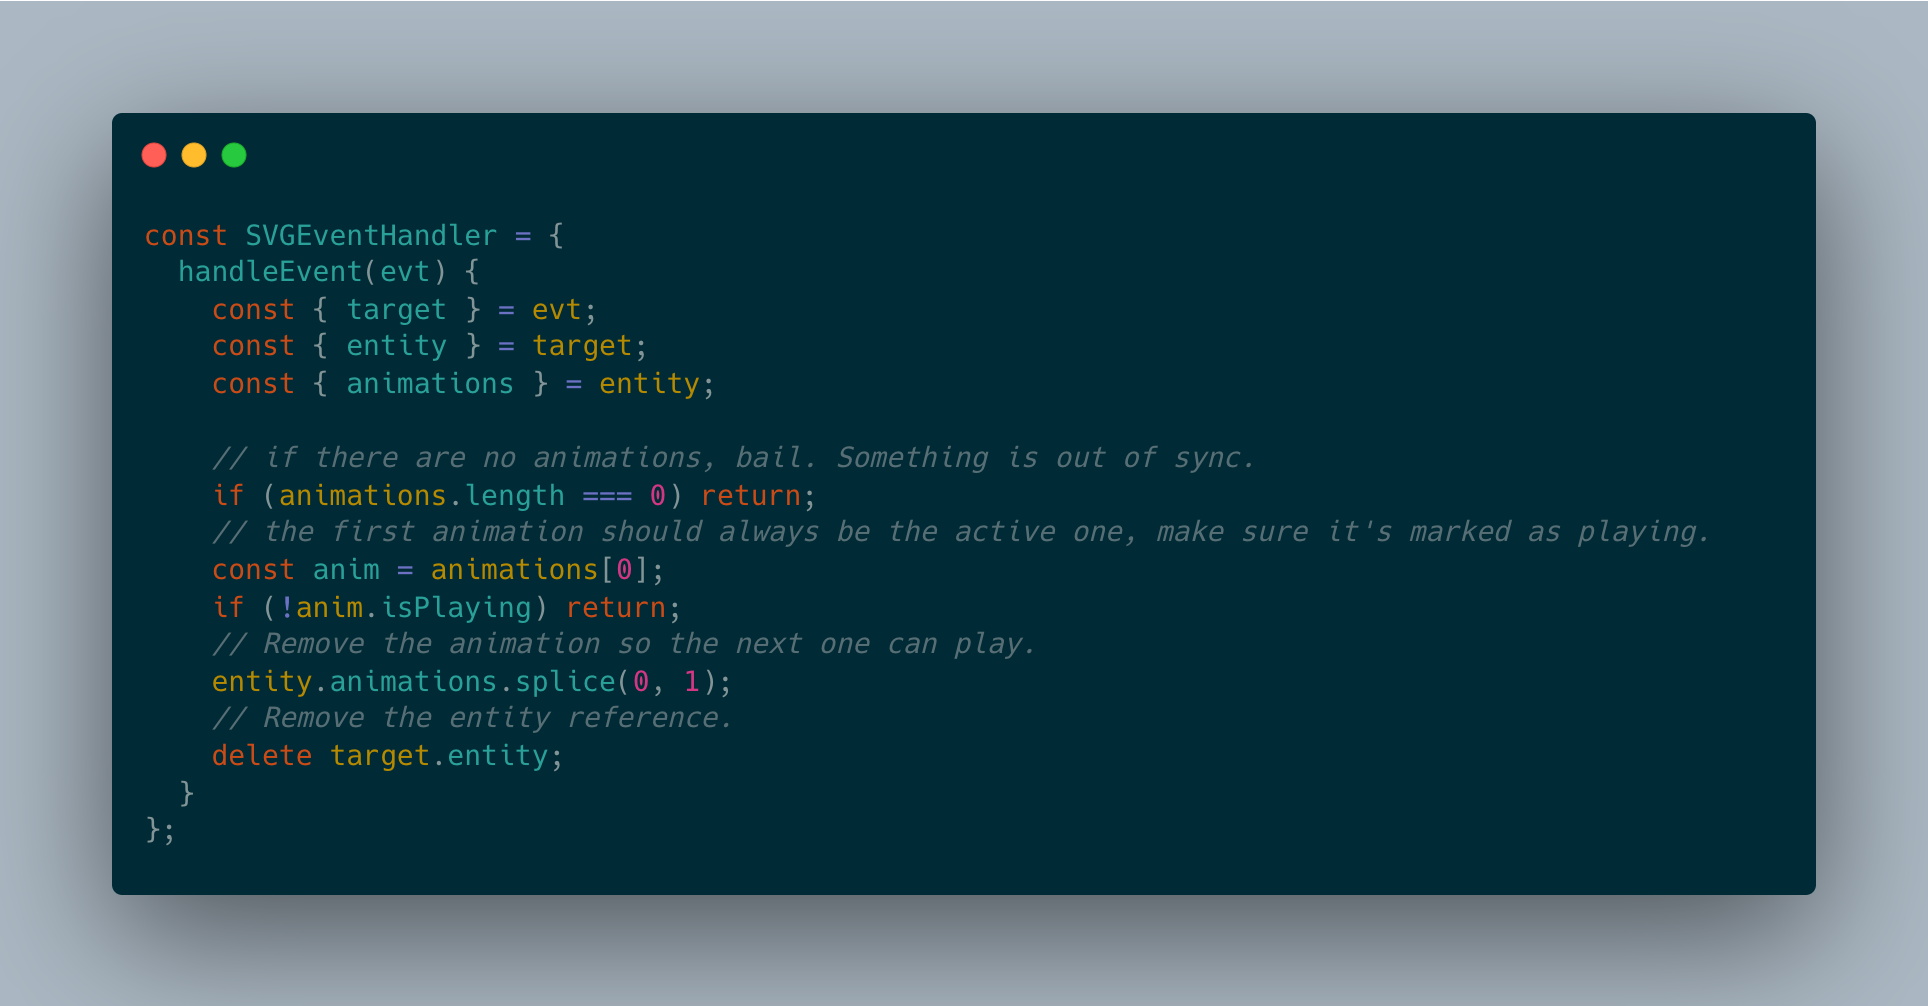 const SVGEventHandler = {
  handleEvent(evt) {
    const { target } = evt;
    const { entity } = target;
    const { animations } = entity;

    // if there are no animations, bail. Something is out of sync.
    if (animations.length === 0) return;
    // the first animation should always be the active one, make sure it's marked as playing.
    const anim = animations[0];
    if (!anim.isPlaying) return;
    // Remove the animation so the next one can play.
    entity.animations.splice(0, 1);
    // Remove the entity reference.
    delete target.entity;
  }
};